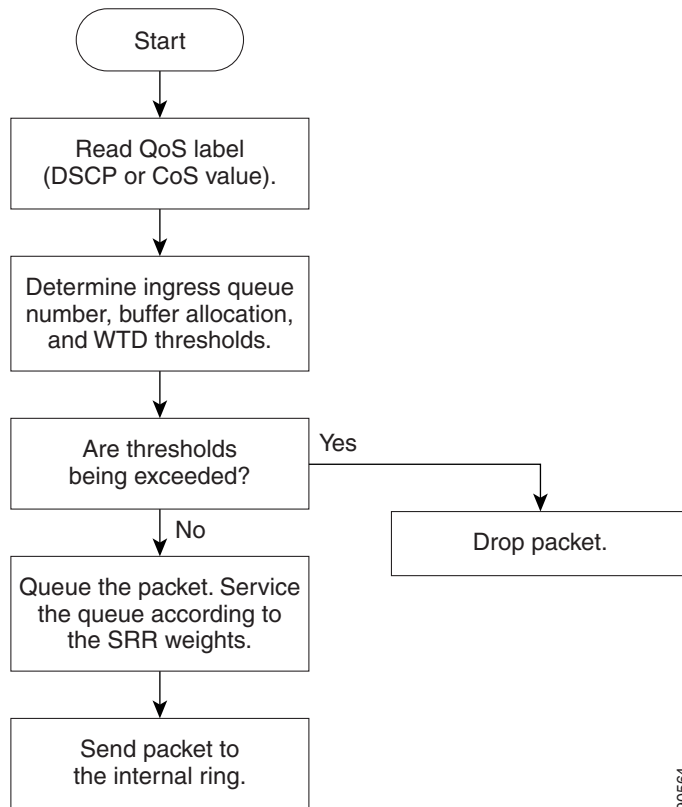 Start
Read QoS label
(DSCP or CoS value).
Determine ingress queue
number, buffer allocation,
and WTD thresholds.
Are thresholds
being exceeded?
Yes
No
Drop packet.
Queue the packet. Service
the queue according to
the SRR weights.
Send packet to
the internal ring.